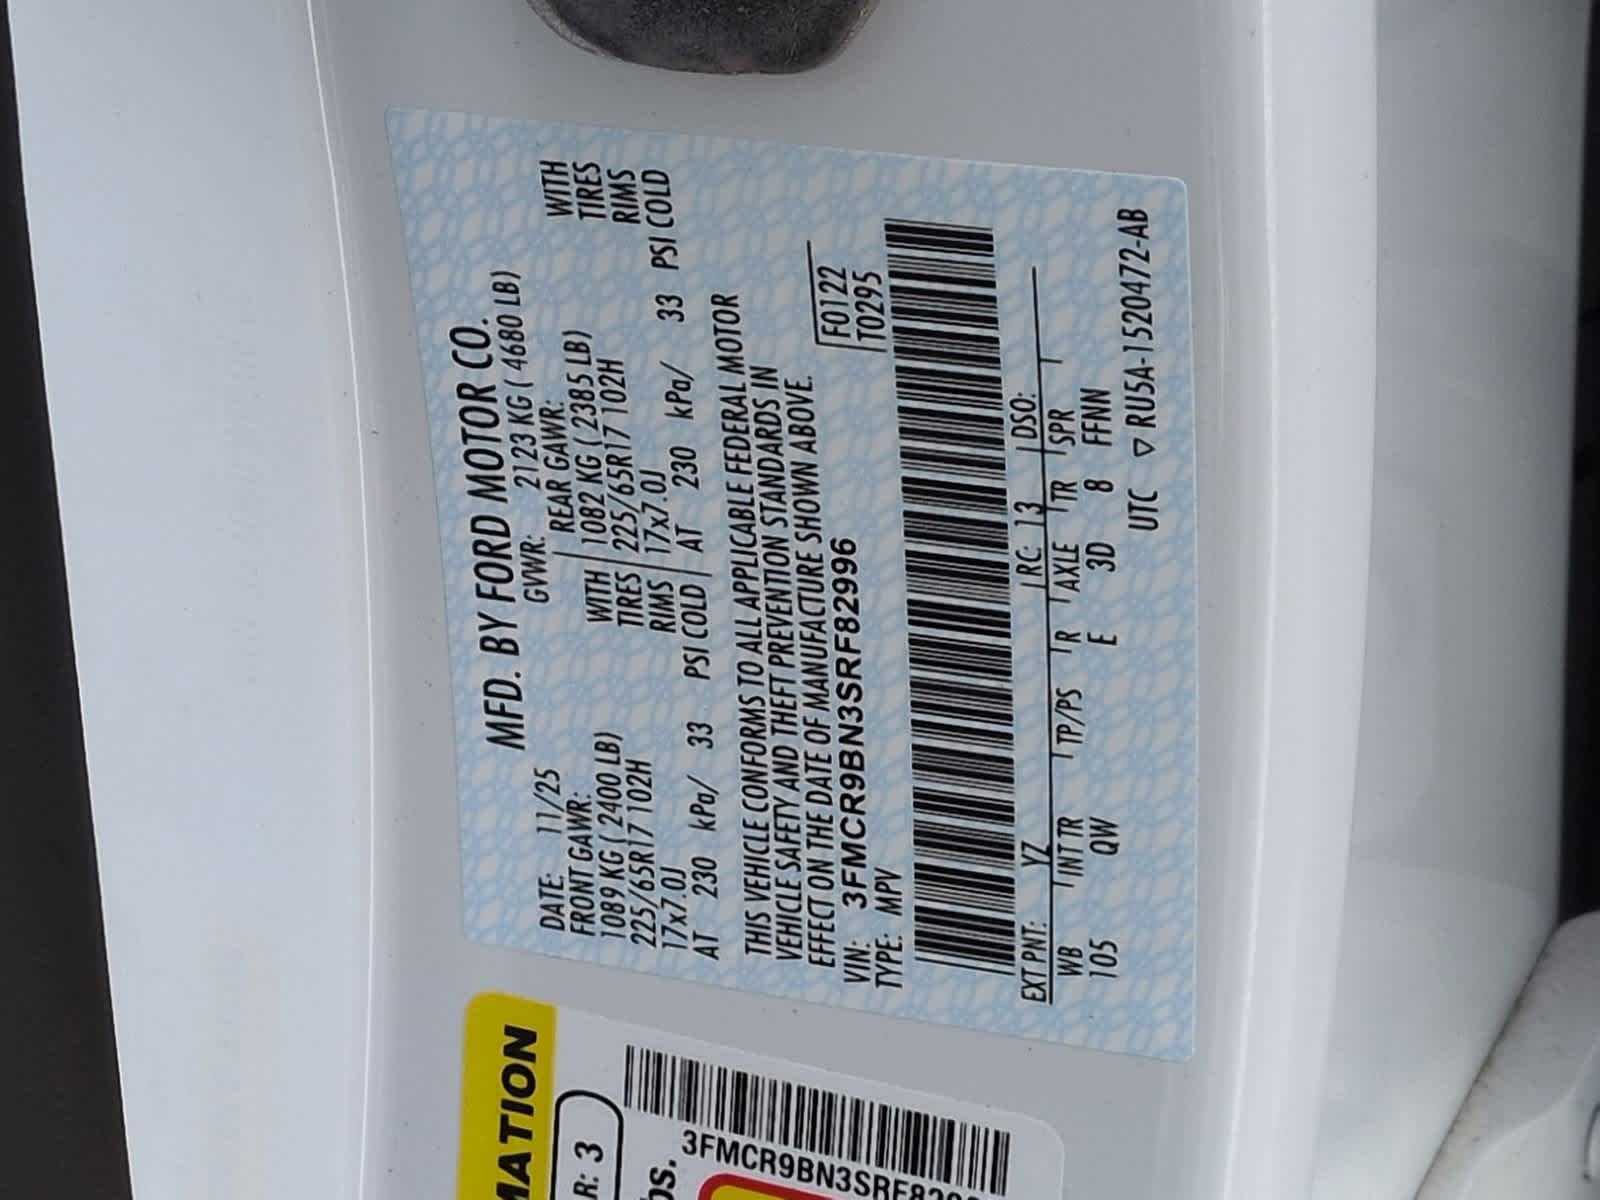 MFD. BY FORD MOTOR CO.
DATE: 11/25 GVWR: 2123 KG ( 4680 LB)
FRONT GAWR: REAR GAWR:
1089 KG ( 2400 LB) WITH 1082 KG ( 2385 LB) WITH
225/65R17 102H TIRES 225/65R17 102H TIRES
17x7.0J RIMS 17x7.0J RIMS
AT 230 kPa/ 33 PSI COLD AT 230 kPa/ 33 PSI COLD
THIS VEHICLE CONFORMS TO ALL APPLICABLE FEDERAL MOTOR
VEHICLE SAFETY AND THEFT PREVENTION STANDARDS IN
EFFECT ON THE DATE OF MANUFACTURE SHOWN ABOVE.
VIN: 3FMCR9BN3SRF82996 F0122
TYPE: MPV T0295
EXT PNT: YZ RC: 13 DSO:
WB INT TR TP/PS R AXLE TR SPR
105 QW E 3D 8 FFNN
UTC ▽ RU5A-1520472-AB
MATION
R: 3
bs.
3FMCR9BN3SRF829